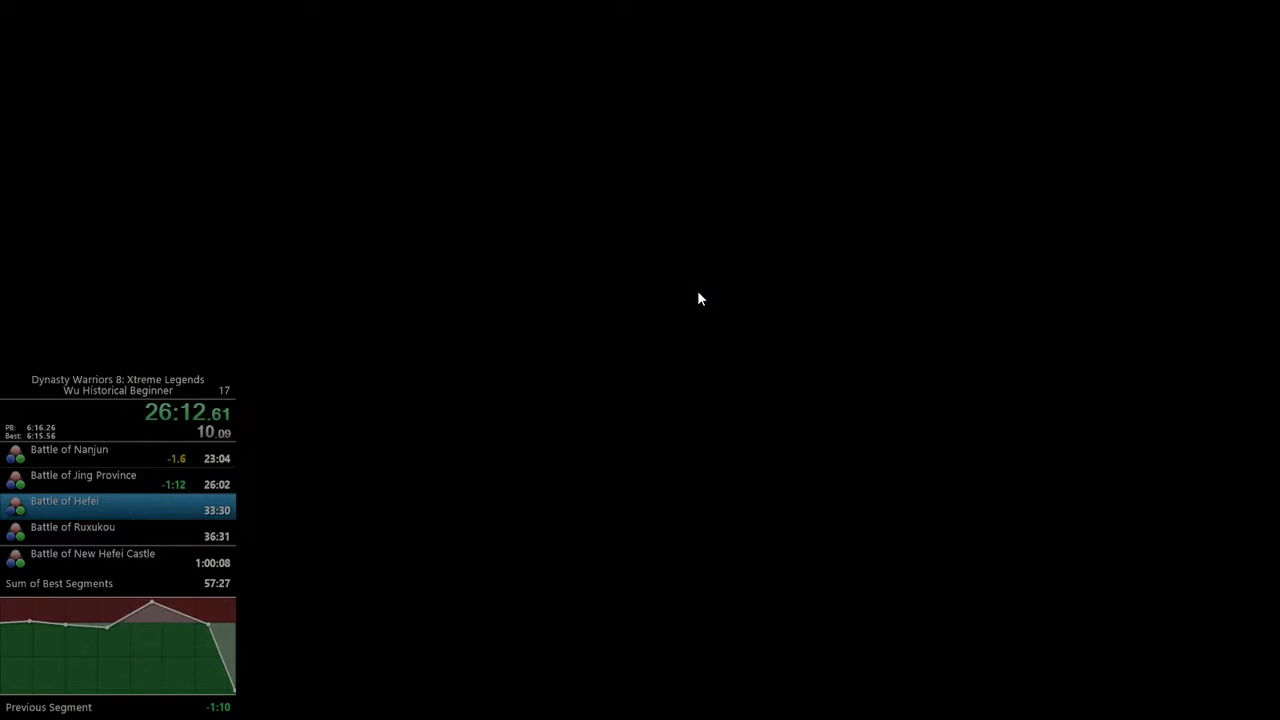 Dynasty Warriors 8: Xtreme Legends
Wu Historical Beginner 17
26:12.61
PB: 6:16.26
Best: 6:15.56
10.09
Battle of Nanjun -1.6 23:04
Battle of Jing Province -1:12 26:02
Battle of Hefei 33:30
Battle of Ruxukou 36:31
Battle of New Hefei Castle 1:00:08
Sum of Best Segments 57:27
Previous Segment -1:10